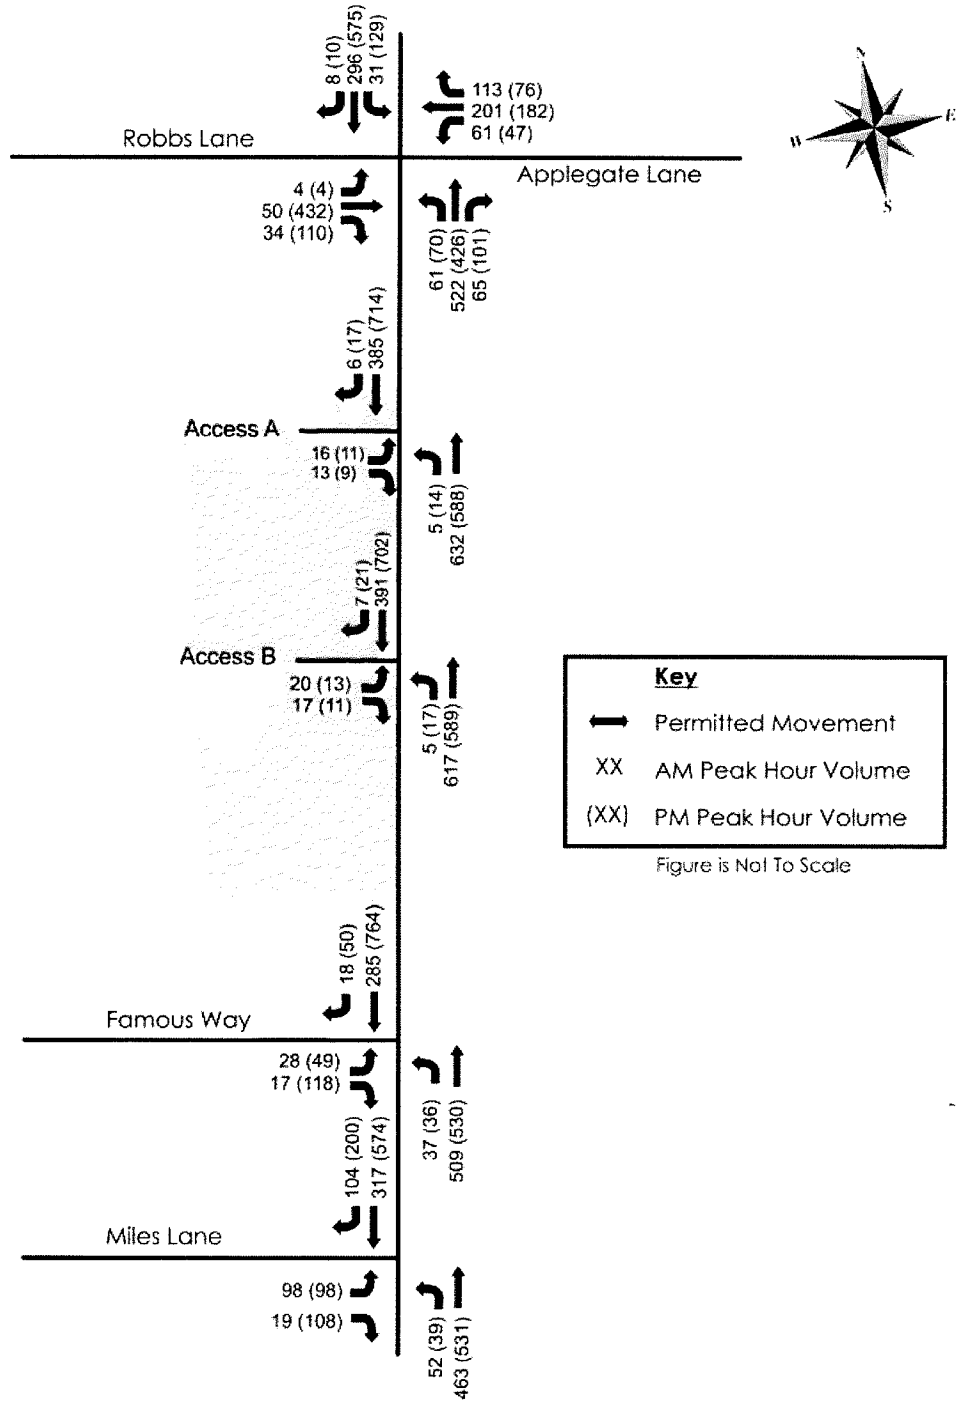 8 (10)
296 (575)
31 (129)
113 (76)
201 (182)
61 (47)
N
E
W
S
Robbs Lane
Applegate Lane
4 (4)
50 (432)
34 (110)
61 (70)
522 (426)
65 (101)
6 (17)
385 (714)
Access A
16 (11)
13 (9)
5 (14)
632 (588)
7 (21)
391 (702)
Access B
20 (13)
17 (11)
5 (17)
617 (589)
Key
Permitted Movement
XX AM Peak Hour Volume
(XX) PM Peak Hour Volume
Figure is Not To Scale
18 (50)
285 (764)
Famous Way
28 (49)
17 (118)
37 (36)
509 (530)
104 (200)
317 (574)
Miles Lane
98 (98)
19 (108)
52 (39)
463 (531)